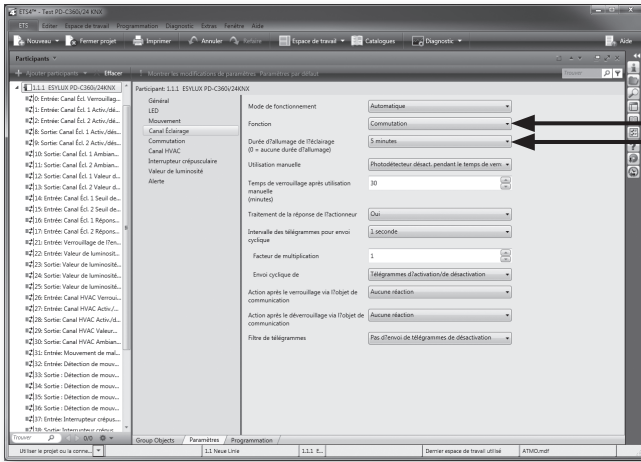 ETS4™ - Test PD-C360i/24 KNX
ETS Editer Espace de travail Programmation Diagnostic Extras Fenêtre Aide
Nouveau Fermer projet Imprimer Annuler Refaire Espace de travail Catalogues Diagnostic Aide
Participants
Ajouter participants Effacer Montrer les modifications de paramètres Paramètres par défaut Trouver
1.1.1 ESYLUX PD-C360i/24KNX
0: Entrée: Canal Écl. Verrouillag...
1: Entrée: Canal Écl. 1 Activ./dés...
2: Entrée: Canal Écl. 2 Activ./dés...
8: Sortie: Canal Écl. 1 Activ./dés...
9: Sortie: Canal Écl. 2 Activ./dés...
10: Sortie: Canal Écl. 1 Ambian...
11: Sortie: Canal Écl. 2 Ambian...
12: Sortie: Canal Écl. 1 Valeur d...
13: Sortie: Canal Écl. 2 Valeur d...
14: Entrée: Canal Écl. 1 Seuil de...
15: Entrée: Canal Écl. 2 Seuil de...
16: Entrée: Canal Écl. 1 Répons...
17: Entrée: Canal Écl. 2 Répons...
21: Entrée: Verrouillage de l?en...
22: Entrée: Valeur de luminosit...
23: Sortie: Valeur de luminosité...
24: Sortie: Valeur de luminosité...
25: Sortie: Valeur de luminosité...
26: Entrée: Canal HVAC Verroui...
27: Entrée: Canal HVAC Activ./...
28: Sortie: Canal HVAC Activ./d...
29: Sortie: Canal HVAC Valeur...
30: Sortie: Canal HVAC Ambian...
31: Entrée: Mouvement de mal...
32: Entrée: Détection de mouv...
33: Sortie : Détection de mouv...
34: Sortie : Détection de mouv...
35: Sortie : Détection de mouv...
36: Sortie : Détection de mouv...
37: Entrée: Interrupteur crépus...
38: Sortie: Interrupteur crépus...
Trouver 0/0
Participant: 1.1.1 ESYLUX PD-C360i/24KNX
Général
LED
Mouvement
Canal Éclairage
Commutation
Canal HVAC
Interrupteur crépusculaire
Valeur de luminosité
Alerte
Mode de fonctionnement Automatique
Fonction Commutation
Durée d?allumage de l?éclairage
(0 = aucune durée d?allumage) 5 minutes
Utilisation manuelle Photodétecteur désact. pendant le temps de verr
Temps de verrouillage après utilisation
manuelle
(minutes) 30
Traitement de la réponse de l?actionneur Oui
Intervalle des télégrammes pour envoi
cyclique 1 seconde
Facteur de multiplication 1
Envoi cyclique de Télégrammes d?activation/de désactivation
Action après le verrouillage via l?objet de
communication Aucune réaction
Action après le déverrouillage via l?objet de
communication Aucune réaction
Filtre de télégrammes Pas d?envoi de télégrammes de désactivation
Group Objects Paramètres Programmation
Utiliser le projet ou la conne... 1.1 Neue Linie 1.1.1 E... Dernier espace de travail utilisé ATMO.mdf